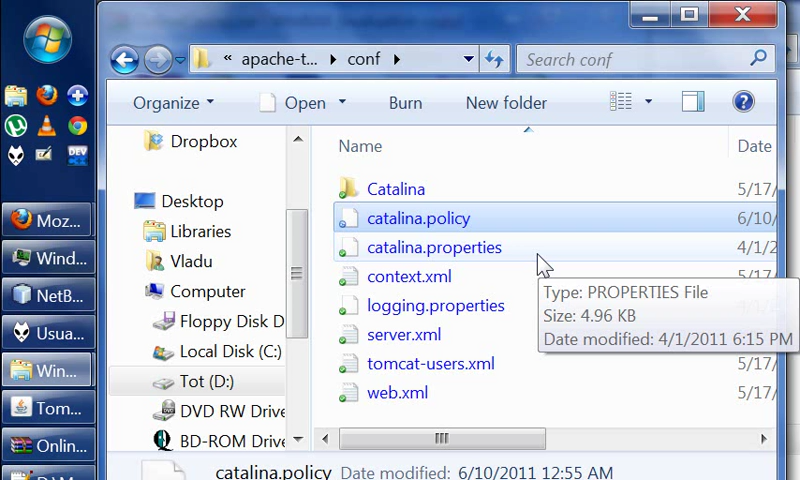 « apache-t... conf
Search conf
Organize Open Burn New folder
Name Date
Dropbox
Desktop
Libraries
Vladu
Computer
Floppy Disk D
Local Disk (C:)
Tot (D:)
DVD RW Drive
BD-ROM Drive
Catalina 5/17/
catalina.policy 6/10/
catalina.properties 4/1/2
context.xml 5/17/
logging.properties
server.xml
tomcat-users.xml 5/17/
web.xml 5/17/
Type: PROPERTIES File
Size: 4.96 KB
Date modified: 4/1/2011 6:15 PM
catalina.policy Date modified: 6/10/2011 12:55 AM
DEV
Moz...
Wind...
NetB...
Usua...
Win...
Tom...
Onlin...